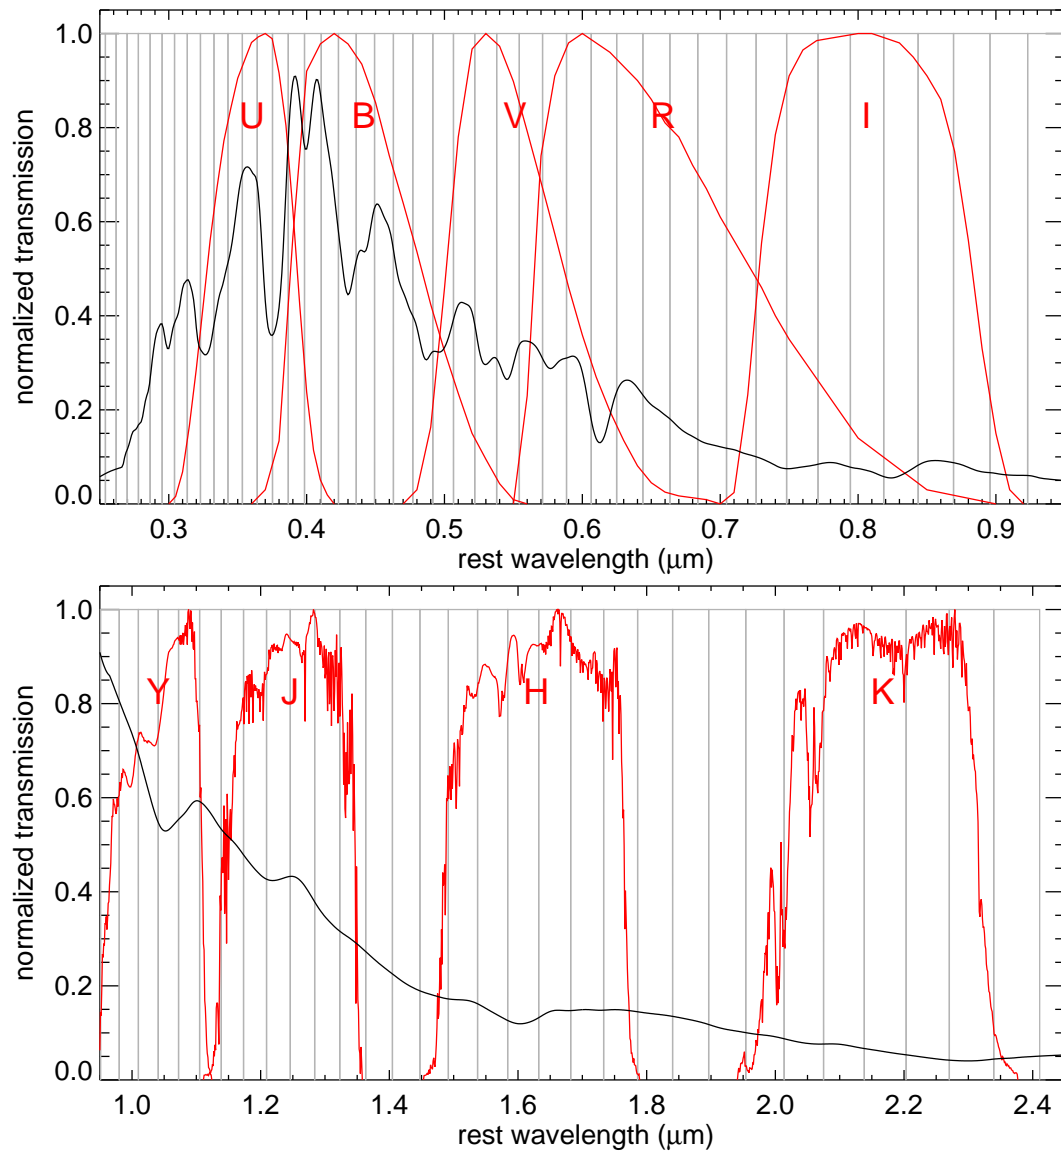 1.0
0.8
0.6
0.4
0.2
0.0
normalized transmission
U B V R I
0.3 0.4 0.5 0.6 0.7 0.8 0.9
rest wavelength (μm)
1.0
0.8
0.6
0.4
0.2
0.0
normalized transmission
Y J H K
1.0 1.2 1.4 1.6 1.8 2.0 2.2 2.4
rest wavelength (μm)